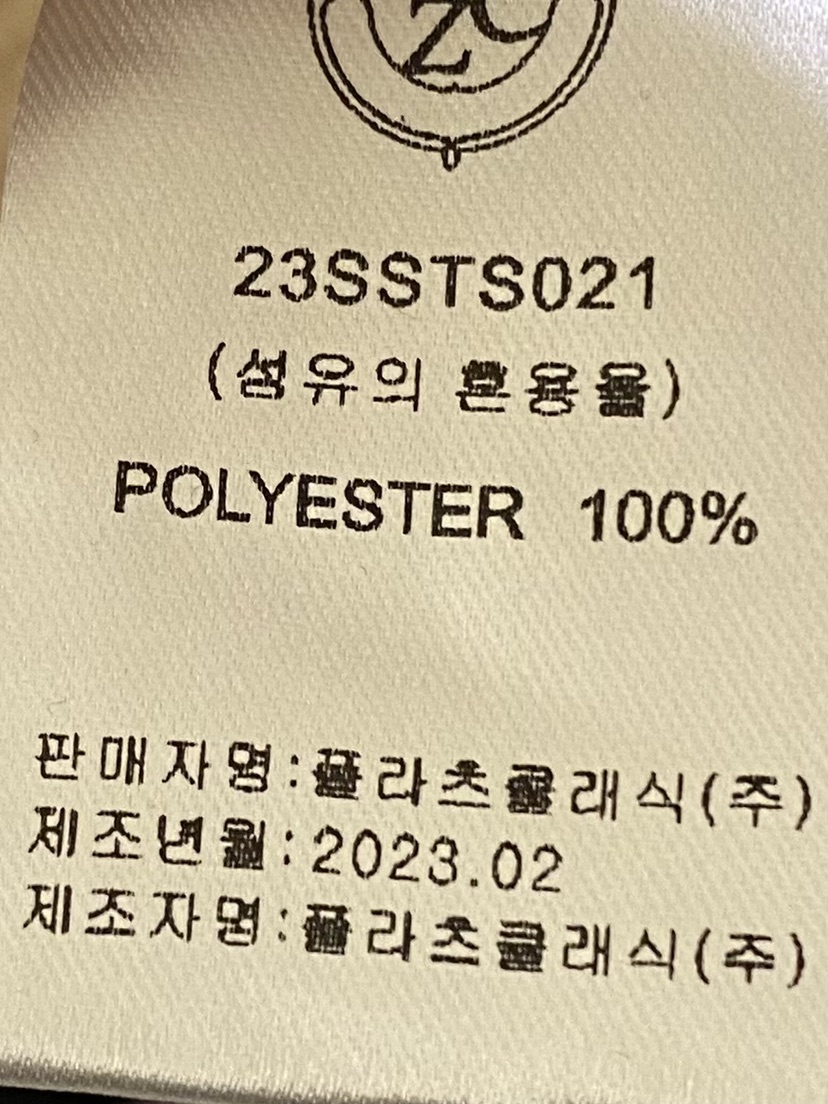 23SSTS021
(섬유의 혼용율)
POLYESTER 100%
판매자명:플라츠클래식(주)
제조년월:2023.02
제조자명:플라츠클래식(주)